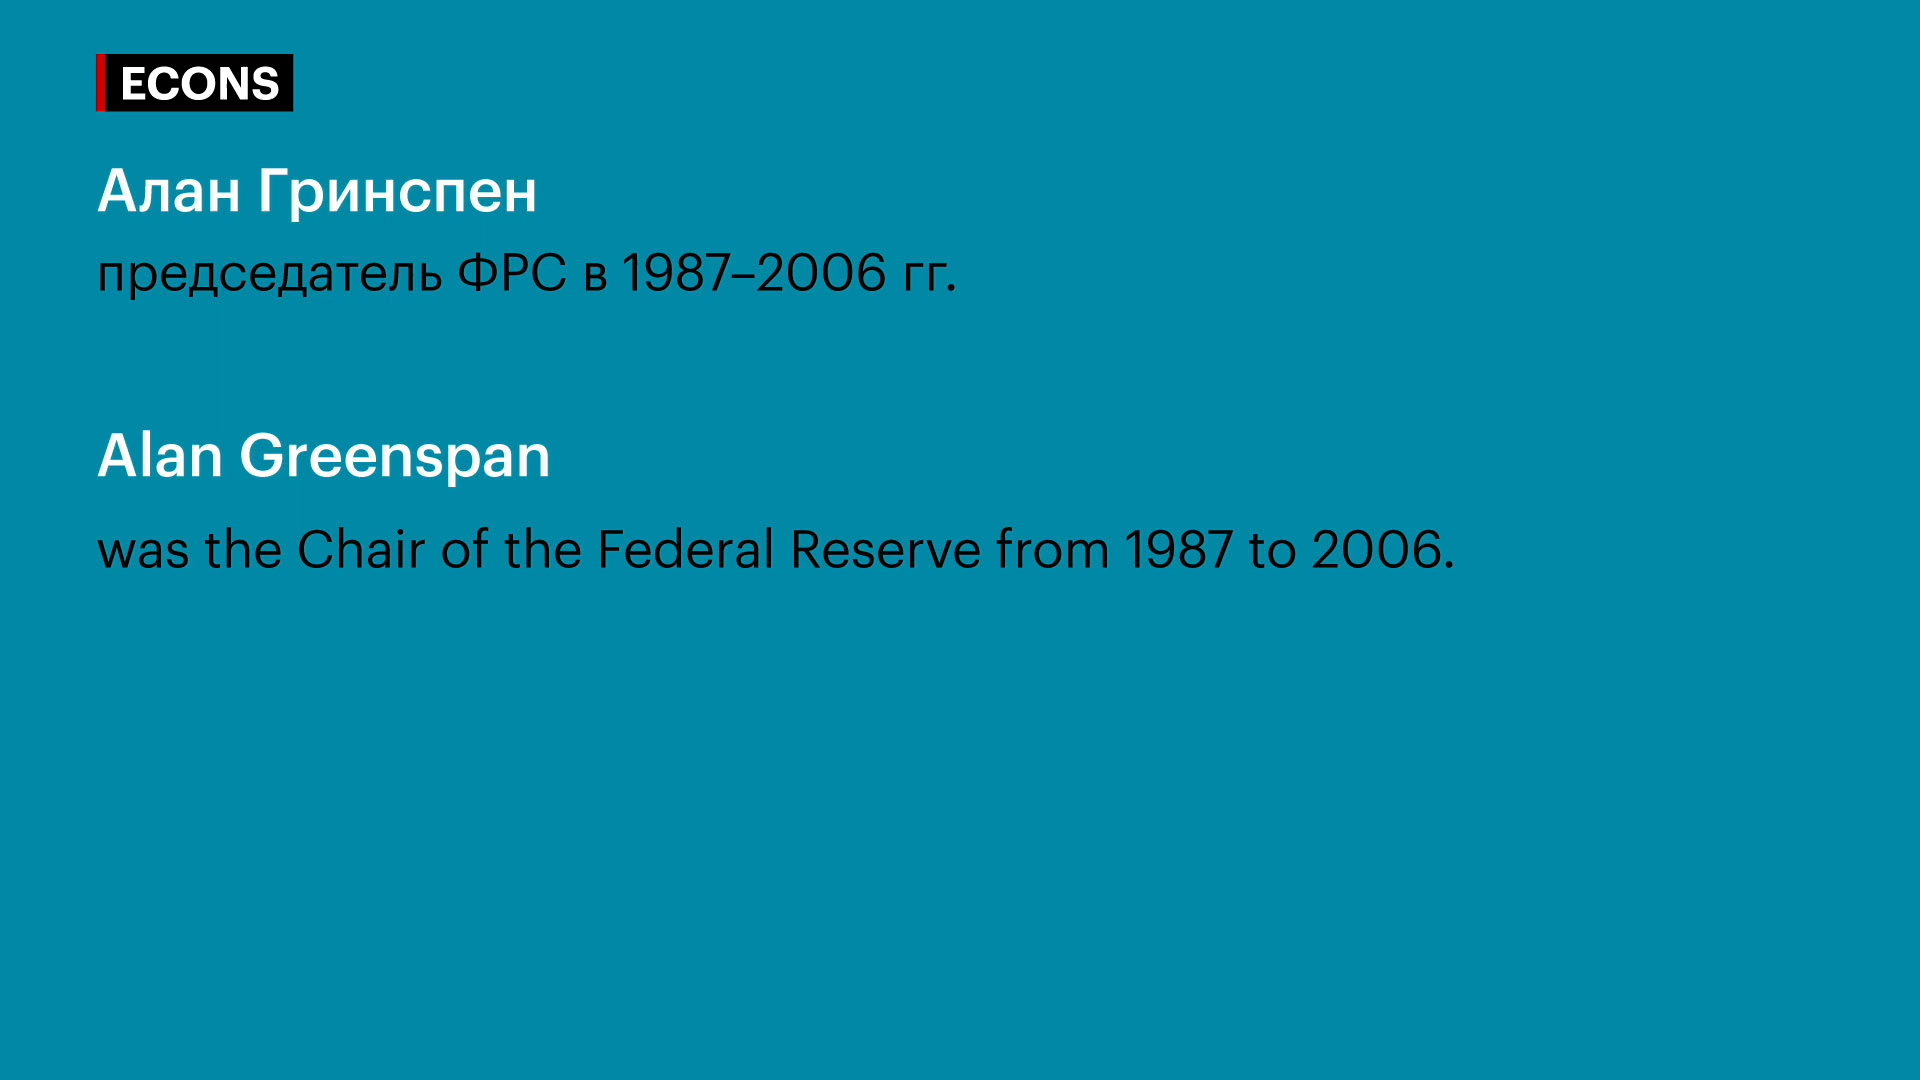 ECONS
Алан Гринспен
председатель ФРС в 1987–2006 гг.
Alan Greenspan
was the Chair of the Federal Reserve from 1987 to 2006.